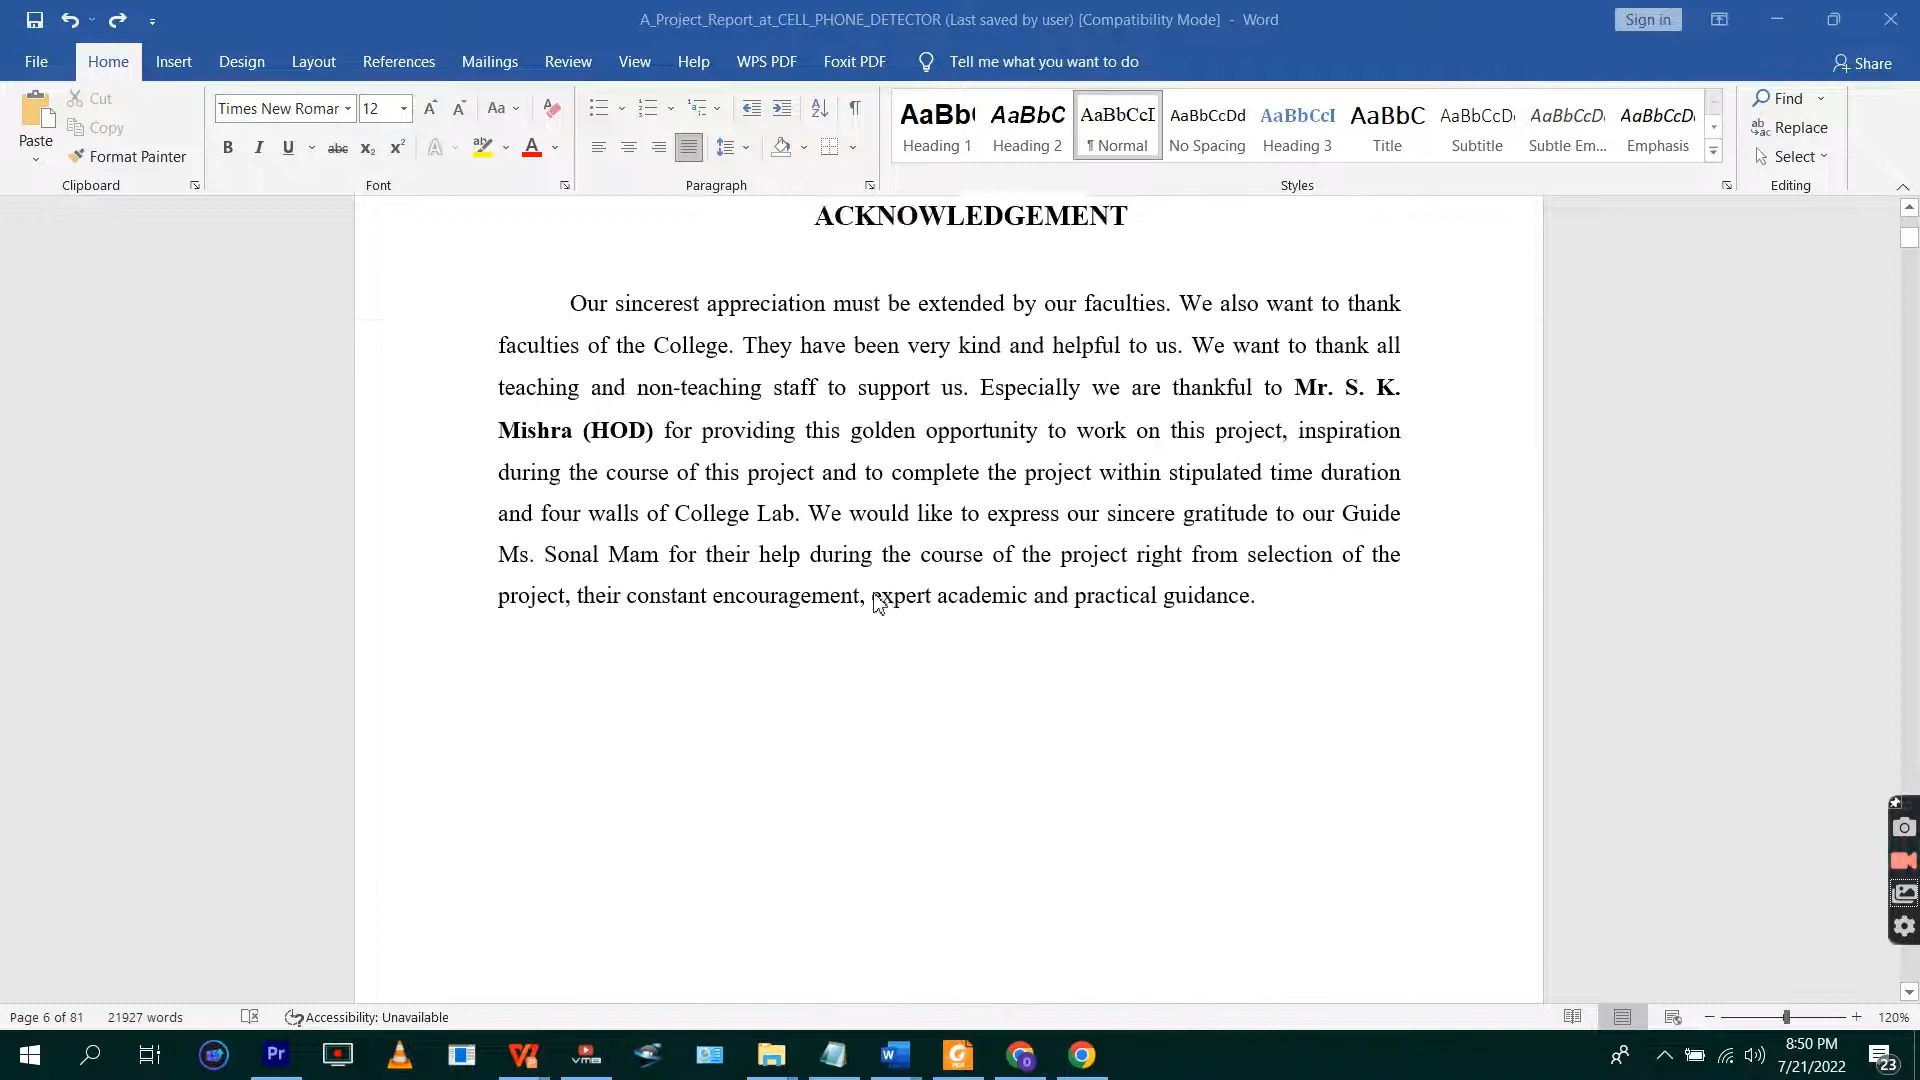 A_Project_Report_at_CELL_PHONE_DETECTOR (Last saved by user) [Compatibility Mode] - Word
Sign in
File Home Insert Design Layout References Mailings Review View Help WPS PDF Foxit PDF Tell me what you want to do
Share
Paste
Cut
Copy
Format Painter
Clipboard
Times New Romar 12
Aa
B I U abc X₂ X² A ab A
Font
Paragraph
AaBb( AaBbC AaBbCcI AaBbCcDd AaBbCcI AaBbC AaBbCcD AaBbCcD AaBbCcD
Heading 1 Heading 2 ¶ Normal No Spacing Heading 3 Title Subtitle Subtle Em... Emphasis
Styles
Find
Replace
Select
Editing
ACKNOWLEDGEMENT
Our sincerest appreciation must be extended by our faculties. We also want to thank
faculties of the College. They have been very kind and helpful to us. We want to thank all
teaching and non-teaching staff to support us. Especially we are thankful to Mr. S. K.
Mishra (HOD) for providing this golden opportunity to work on this project, inspiration
during the course of this project and to complete the project within stipulated time duration
and four walls of College Lab. We would like to express our sincere gratitude to our Guide
Ms. Sonal Mam for their help during the course of the project right from selection of the
project, their constant encouragement, expert academic and practical guidance.
Page 6 of 81 21927 words Accessibility: Unavailable
120%
8:50 PM
7/21/2022
23